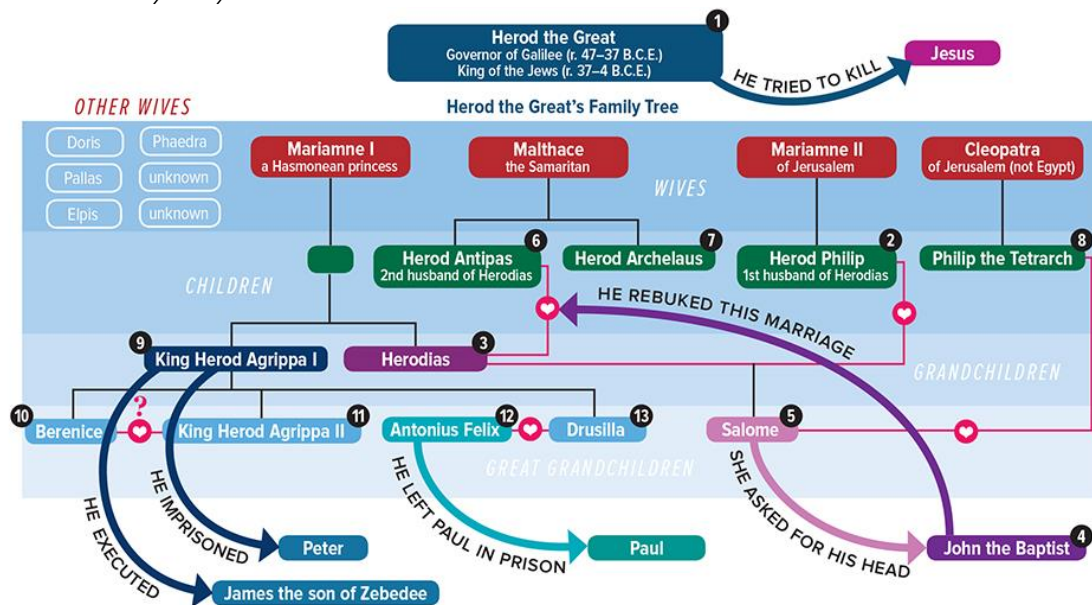 1
Herod the Great
Governor of Galilee (r. 47–37 B.C.E.)
King of the Jews (r. 37–4 B.C.E.)
HE TRIED TO KILL
Jesus
Herod the Great's Family Tree
OTHER WIVES
Doris
Phaedra
Pallas
unknown
Elpis
unknown
Mariamne I
a Hasmonean princess
Malthace
the Samaritan
Mariamne II
of Jerusalem
Cleopatra
of Jerusalem (not Egypt)
WIVES
6
Herod Antipas
2nd husband of Herodias
7
Herod Archelaus
2
Herod Philip
1st husband of Herodias
8
Philip the Tetrarch
CHILDREN
HE REBUKED THIS MARRIAGE
9
King Herod Agrippa I
3
Herodias
GRANDCHILDREN
10
Berenice
?
11
King Herod Agrippa II
12
Antonius Felix
13
Drusilla
5
Salome
GREAT GRANDCHILDREN
HE EXECUTED
HE IMPRISONED
HE LEFT PAUL IN PRISON
SHE ASKED FOR HIS HEAD
Peter
Paul
4
John the Baptist
James the son of Zebedee